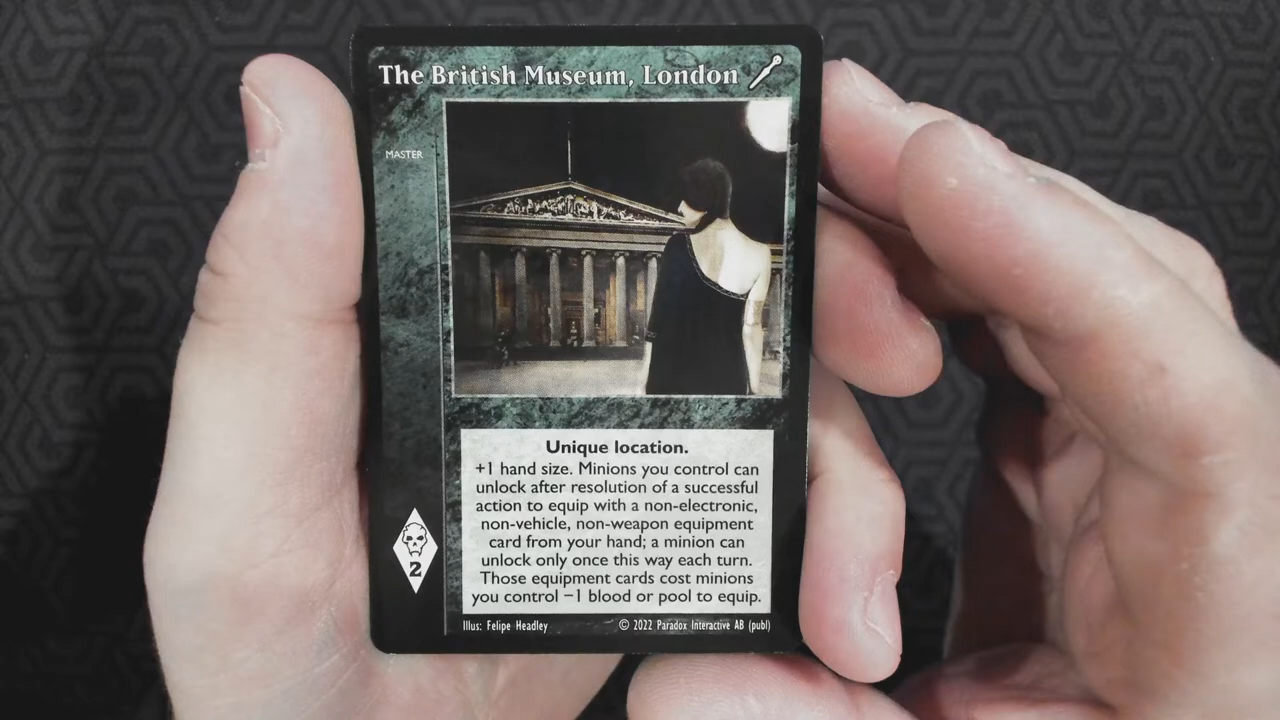 The British Museum, London
MASTER
Unique location.
+1 hand size. Minions you control can
unlock after resolution of a successful
action to equip with a non-electronic,
non-vehicle, non-weapon equipment
card from your hand; a minion can
unlock only once this way each turn.
Those equipment cards cost minions
you control −1 blood or pool to equip.
2
Illus: Felipe Headley
© 2022 Paradox Interactive AB (publ)